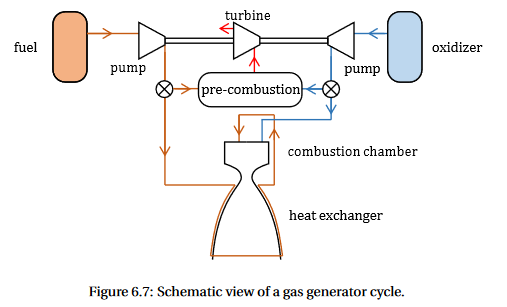 turbine
fuel
oxidizer
pump
pump
pre-combustion
combustion chamber
heat exchanger
Figure 6.7: Schematic view of a gas generator cycle.